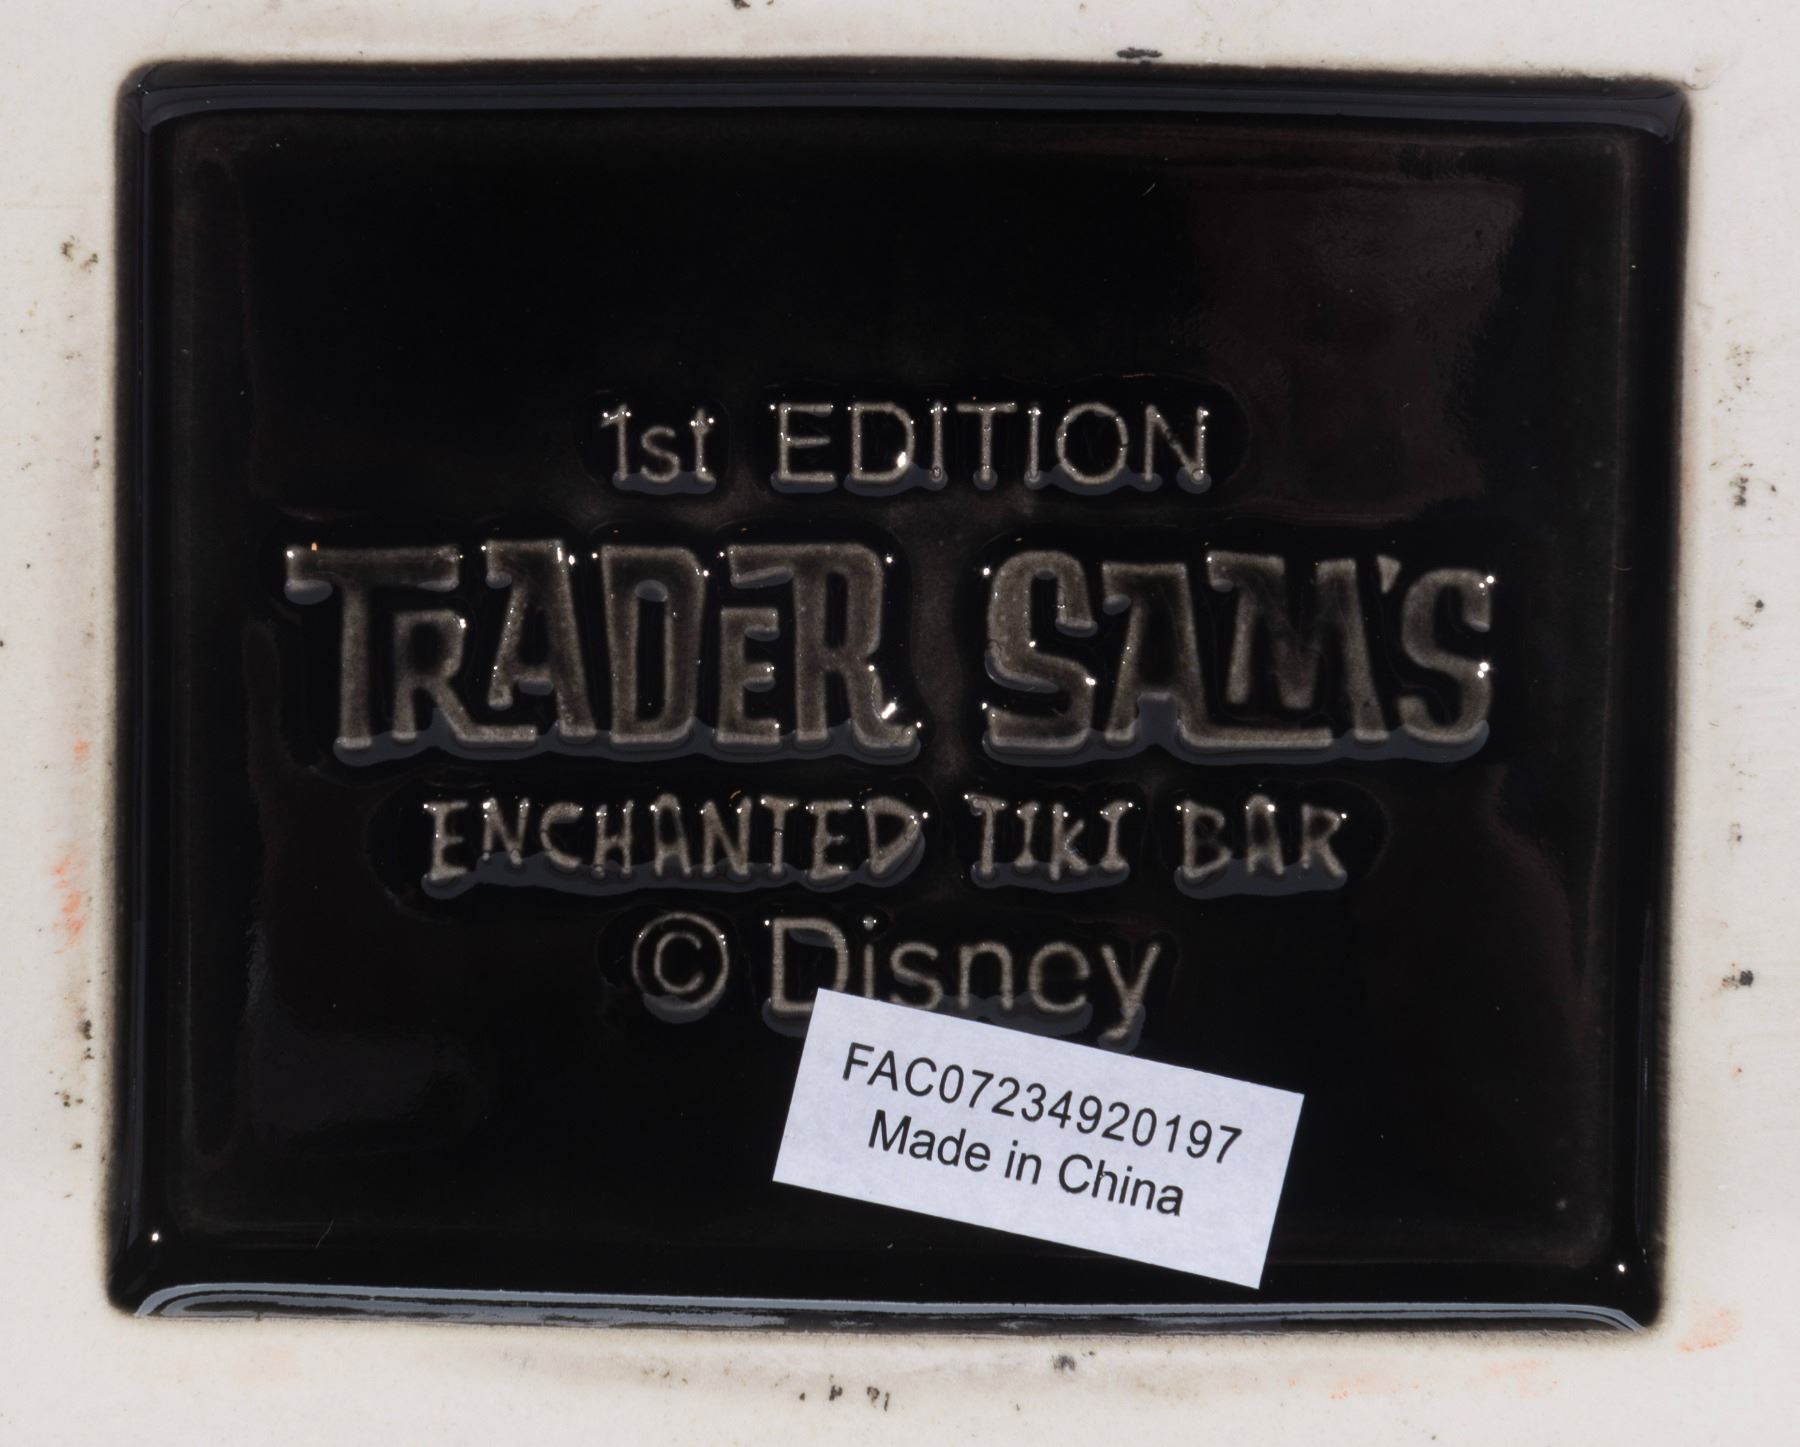 1st EDITION
TRADER SAM'S
ENCHANTED TIKI BAR
© Disney
FAC07234920197
Made in China